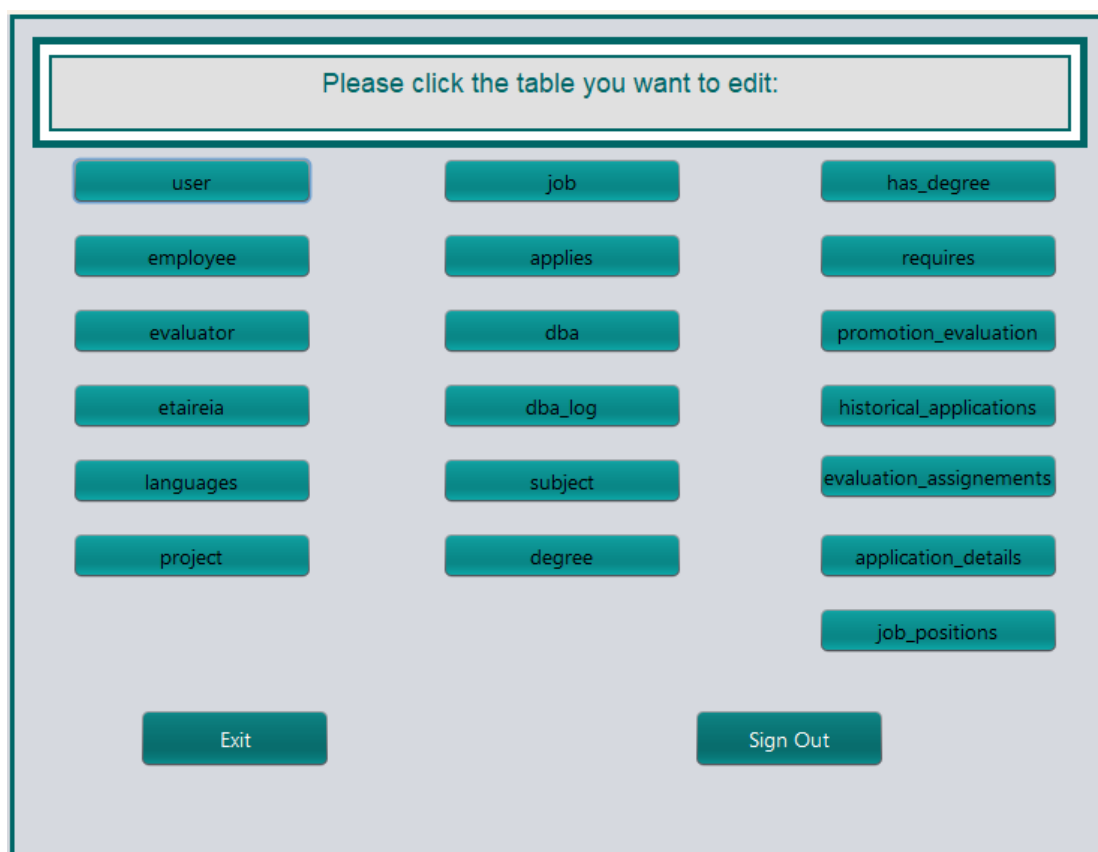 Please click the table you want to edit:
user
job
has_degree
employee
applies
requires
evaluator
dba
promotion_evaluation
etaireia
dba_log
historical_applications
languages
subject
evaluation_assignements
project
degree
application_details
job_positions
Exit
Sign Out